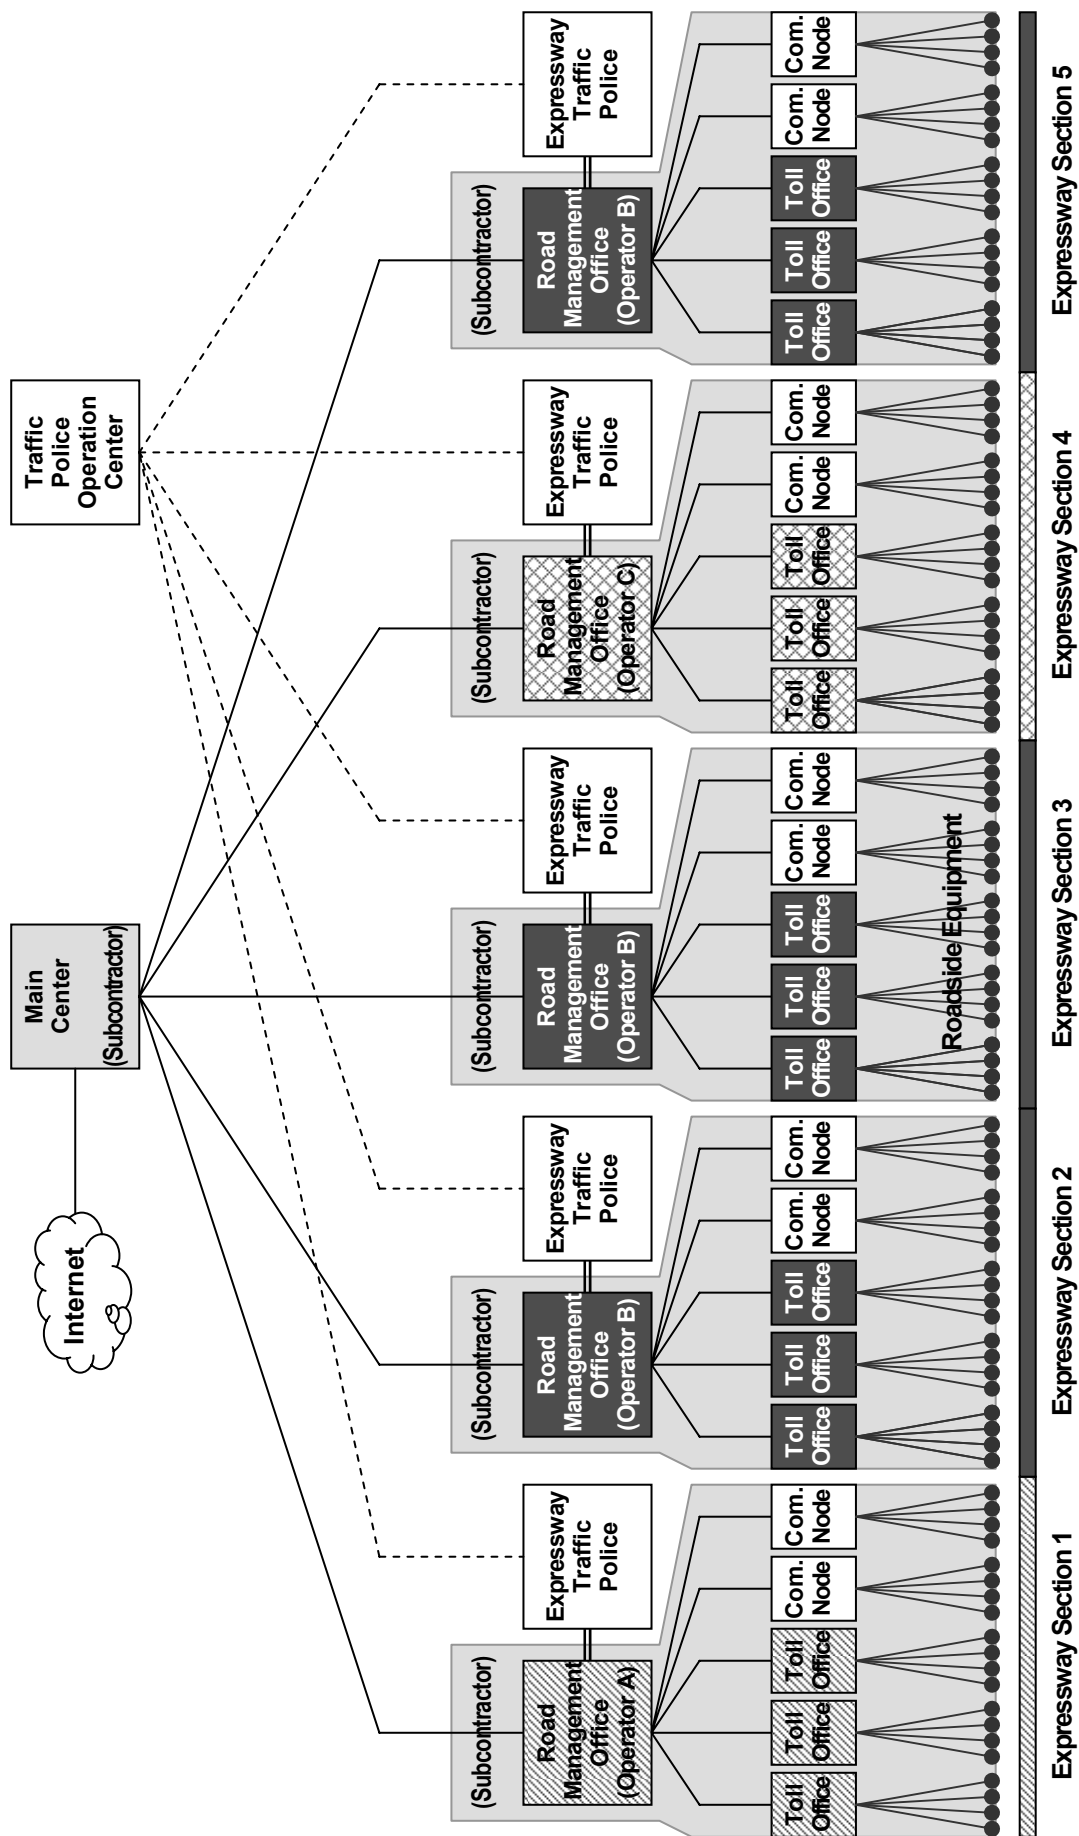 Internet
Main
Center
(Subcontractor)
Traffic
Police
Operation
Center
(Subcontractor)
Road
Management
Office
(Operator A)
Expressway
Traffic
Police
(Subcontractor)
Road
Management
Office
(Operator B)
Expressway
Traffic
Police
(Subcontractor)
Road
Management
Office
(Operator B)
Expressway
Traffic
Police
(Subcontractor)
Road
Management
Office
(Operator C)
Expressway
Traffic
Police
(Subcontractor)
Road
Management
Office
(Operator B)
Expressway
Traffic
Police
Toll
Office
Toll
Office
Toll
Office
Com.
Node
Com.
Node
Toll
Office
Toll
Office
Toll
Office
Com.
Node
Com.
Node
Toll
Office
Toll
Office
Toll
Office
Com.
Node
Com.
Node
Toll
Office
Toll
Office
Toll
Office
Com.
Node
Com.
Node
Toll
Office
Toll
Office
Toll
Office
Com.
Node
Com.
Node
Roadside Equipment
Expressway Section 1
Expressway Section 2
Expressway Section 3
Expressway Section 4
Expressway Section 5